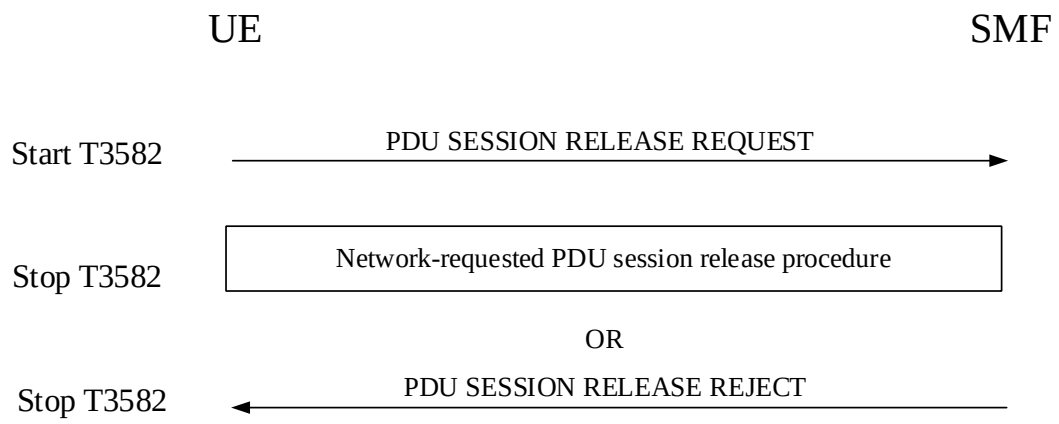 UE
SMF
Start T3582
PDU SESSION RELEASE REQUEST
Stop T3582
Network-requested PDU session release procedure
OR
Stop T3582
PDU SESSION RELEASE REJECT